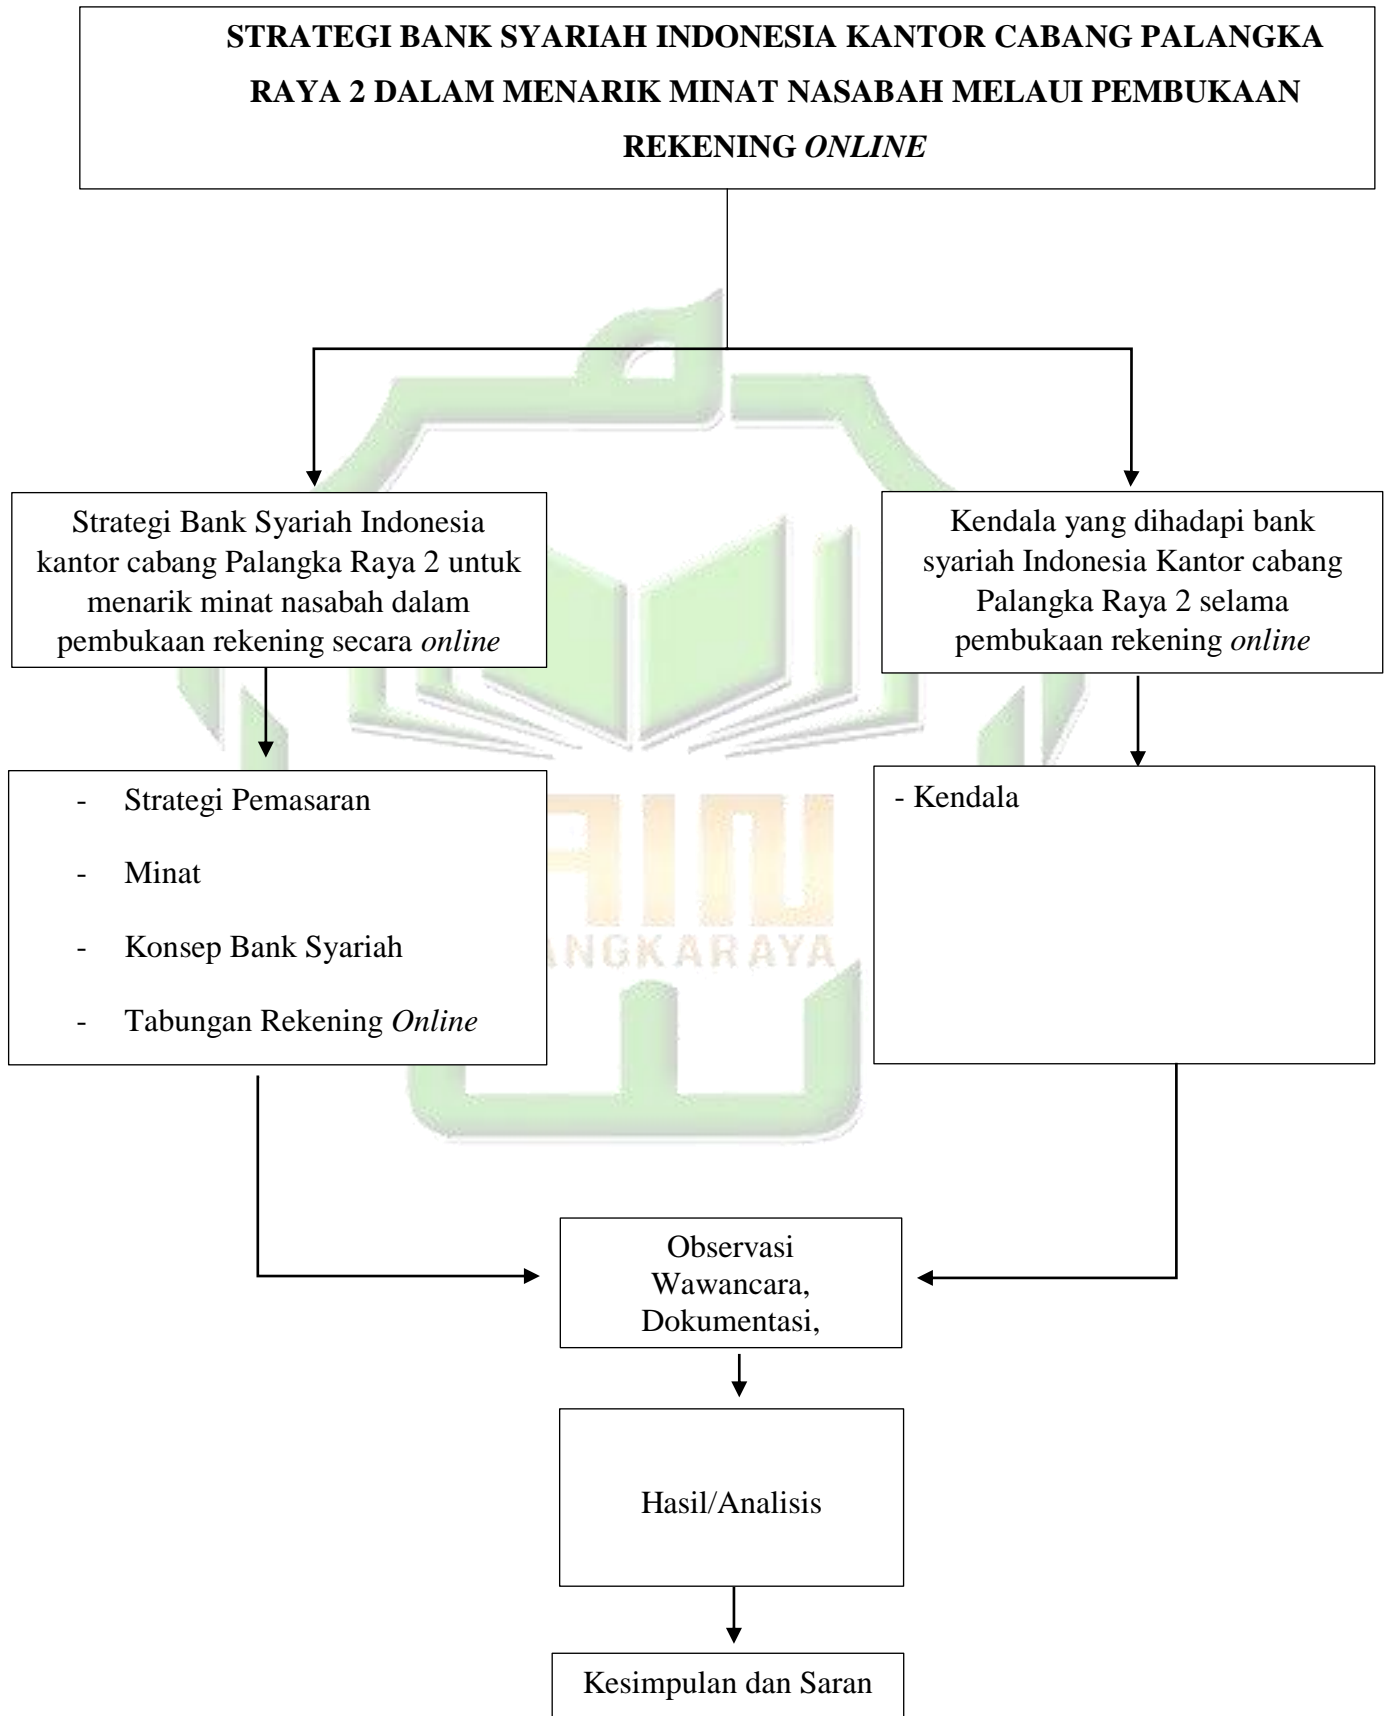 STRATEGI BANK SYARIAH INDONESIA KANTOR CABANG PALANGKA
RAYA 2 DALAM MENARIK MINAT NASABAH MELAUI PEMBUKAAN
REKENING ONLINE
Strategi Bank Syariah Indonesia
kantor cabang Palangka Raya 2 untuk
menarik minat nasabah dalam
pembukaan rekening secara online
Kendala yang dihadapi bank
syariah Indonesia Kantor cabang
Palangka Raya 2 selama
pembukaan rekening online
- Strategi Pemasaran
- Minat
- Konsep Bank Syariah
- Tabungan Rekening Online
- Kendala
AIN
ANGKARAYA
Observasi
Wawancara,
Dokumentasi,
Hasil/Analisis
Kesimpulan dan Saran